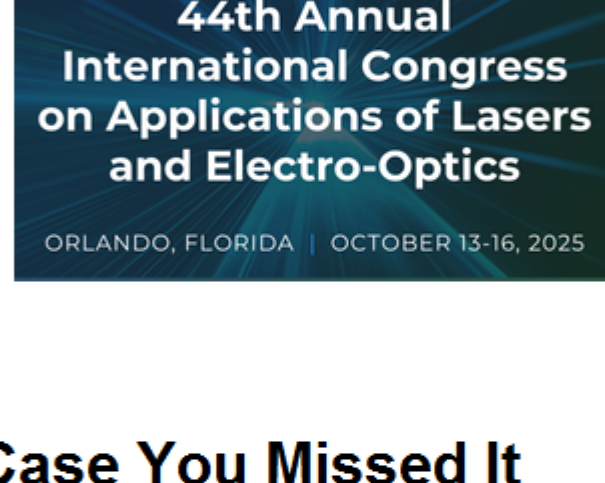 44th Annual
International Congress
on Applications of Lasers
and Electro-Optics
ORLANDO, FLORIDA | OCTOBER 13-16, 2025
Case You Missed It